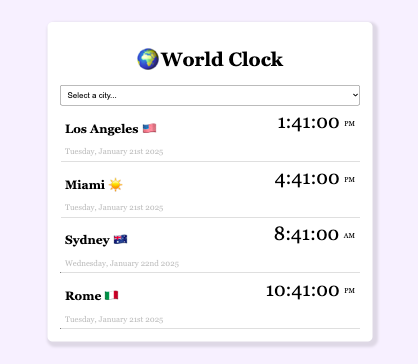 🌍World Clock
Select a city...
Los Angeles 🇺🇸 1:41:00 PM
Tuesday, January 21st 2025
Miami ☀️ 4:41:00 PM
Tuesday, January 21st 2025
Sydney 🇦🇺 8:41:00 AM
Wednesday, January 22nd 2025
Rome 🇮🇹 10:41:00 PM
Tuesday, January 21st 2025